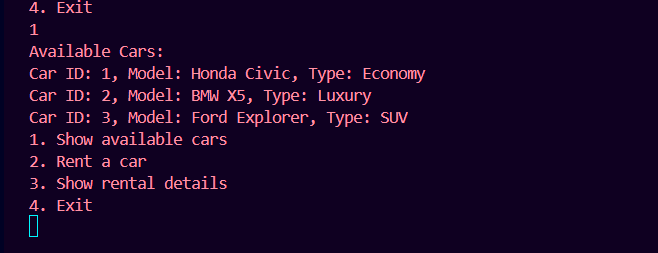 4. Exit
1
Available Cars:
Car ID: 1, Model: Honda Civic, Type: Economy
Car ID: 2, Model: BMW X5, Type: Luxury
Car ID: 3, Model: Ford Explorer, Type: SUV
1. Show available cars
2. Rent a car
3. Show rental details
4. Exit